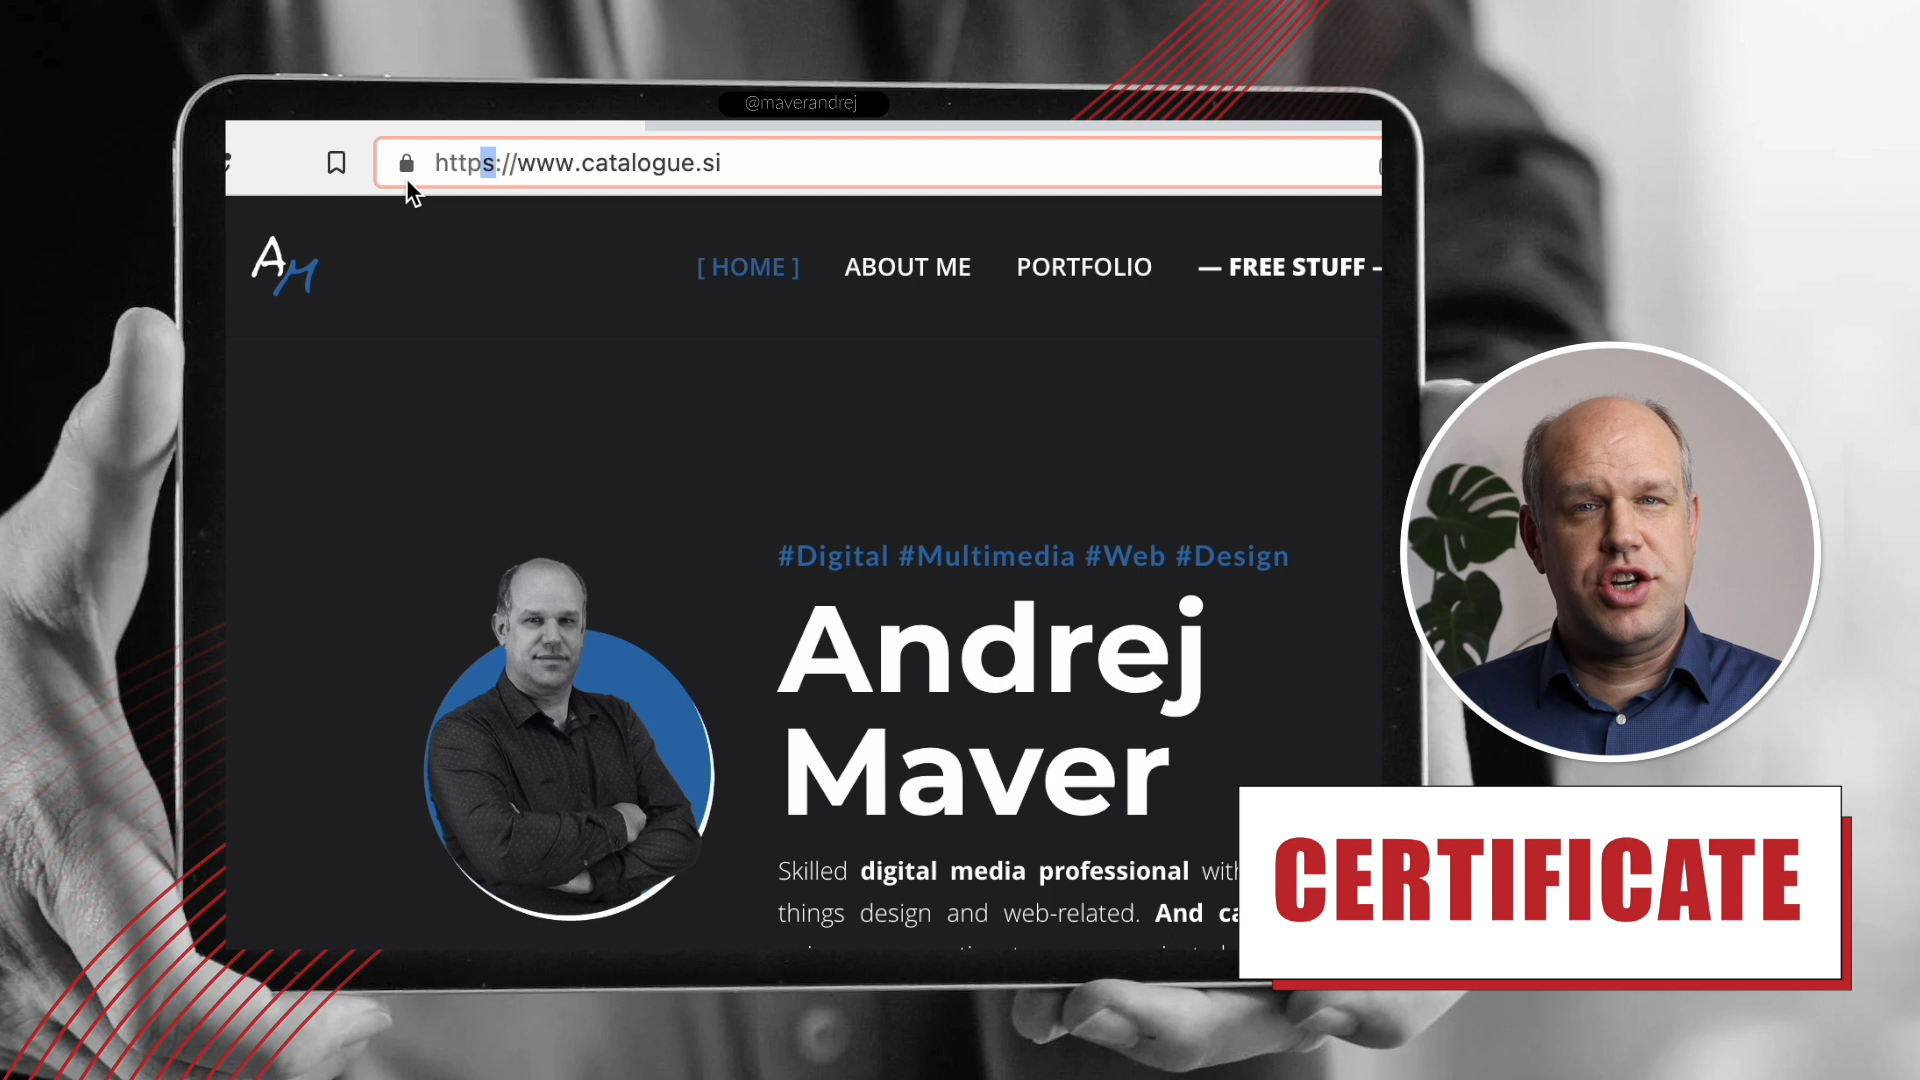 @maverandrej
https://www.catalogue.si
AM
[ HOME ] ABOUT ME PORTFOLIO — FREE STUFF –
#Digital #Multimedia #Web #Design
Andrej
Maver
Skilled digital media professional with
things design and web-related. And ca
CERTIFICATE